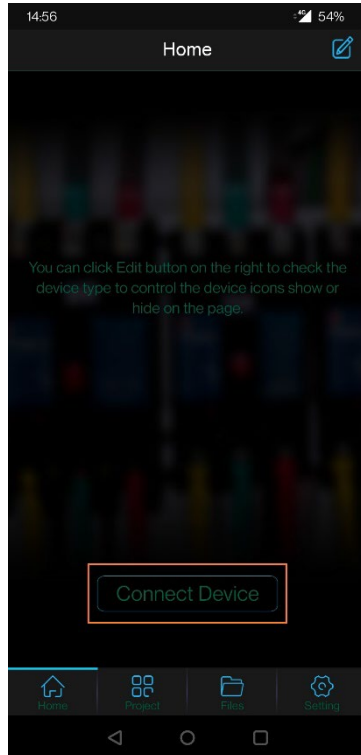 14:56
4G 54%
Home
You can click Edit button on the right to check the
device type to control the device icons show or
hide on the page.
Connect Device
Home Project Files Setting